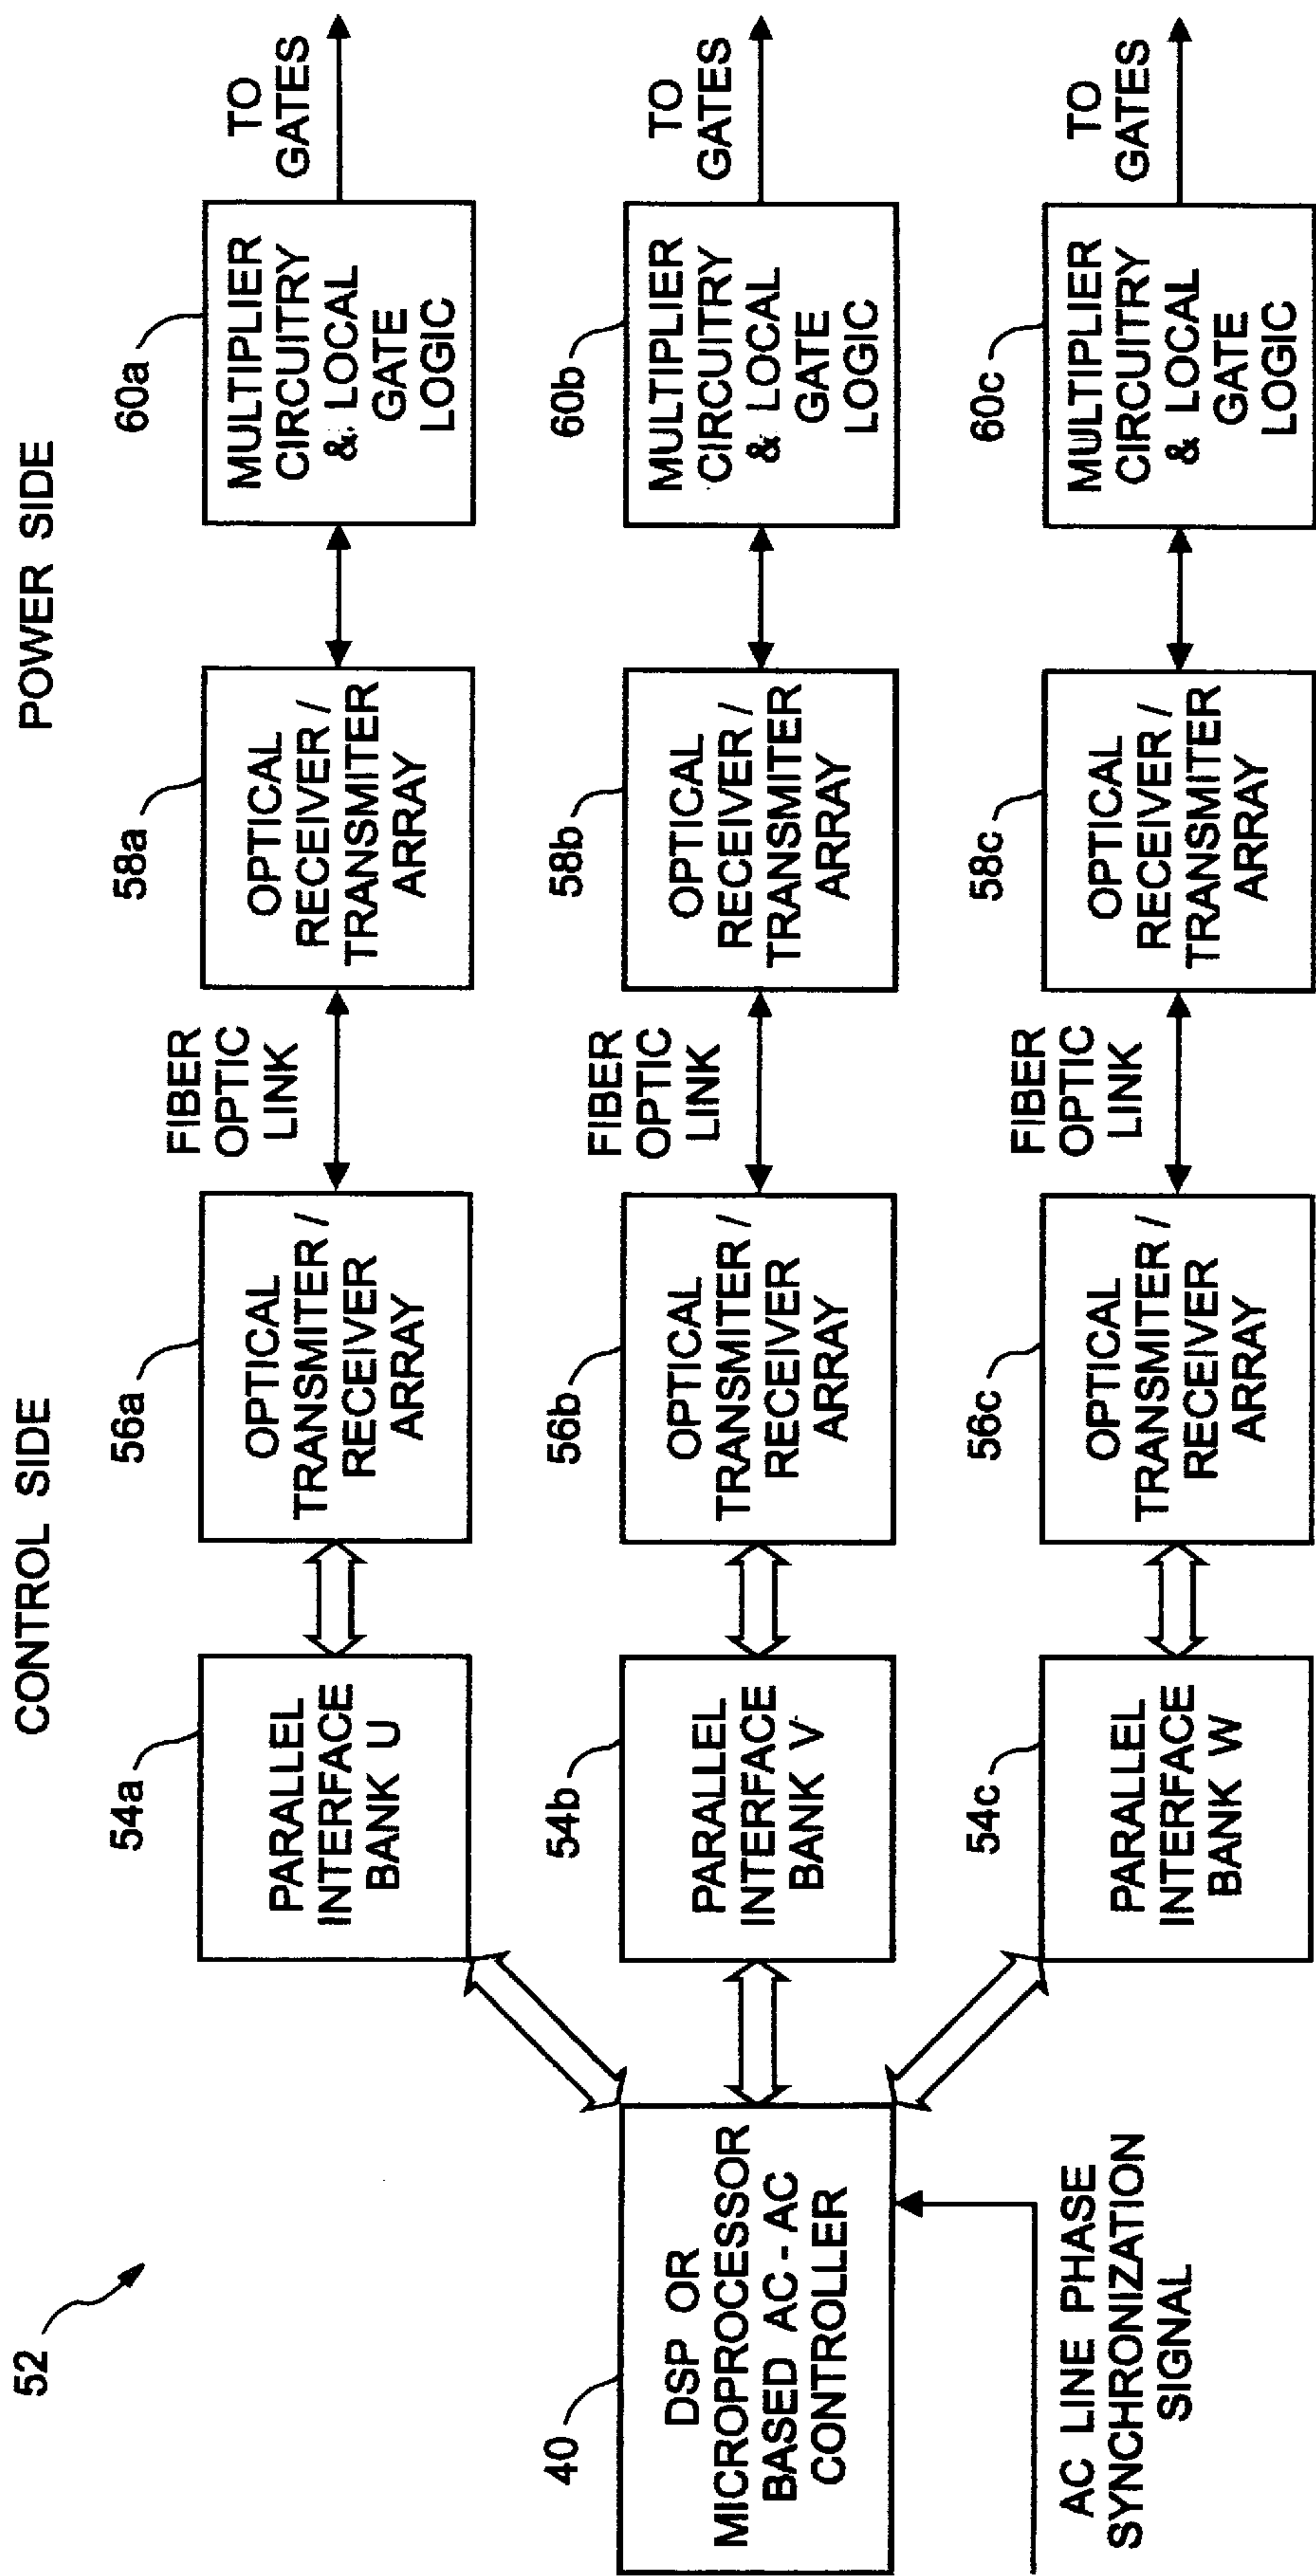 52
CONTROL SIDE
POWER SIDE
54a
56a
58a
60a
PARALLEL
INTERFACE
BANK U
OPTICAL
TRANSMITER /
RECEIVER
ARRAY
FIBER
OPTIC
LINK
OPTICAL
RECEIVER /
TRANSMITER
ARRAY
MULTIPLIER
CIRCUITRY
& LOCAL
GATE
LOGIC
TO
GATES
40
DSP OR
MICROPROCESSOR
BASED AC - AC
CONTROLLER
54b
56b
58b
60b
PARALLEL
INTERFACE
BANK V
OPTICAL
TRANSMITER /
RECEIVER
ARRAY
FIBER
OPTIC
LINK
OPTICAL
RECEIVER /
TRANSMITER
ARRAY
MULTIPLIER
CIRCUITRY
& LOCAL
GATE
LOGIC
TO
GATES
AC LINE PHASE
SYNCHRONIZATION
SIGNAL
54c
56c
58c
60c
PARALLEL
INTERFACE
BANK W
OPTICAL
TRANSMITER /
RECEIVER
ARRAY
FIBER
OPTIC
LINK
OPTICAL
RECEIVER /
TRANSMITER
ARRAY
MULTIPLIER
CIRCUITRY
& LOCAL
GATE
LOGIC
TO
GATES